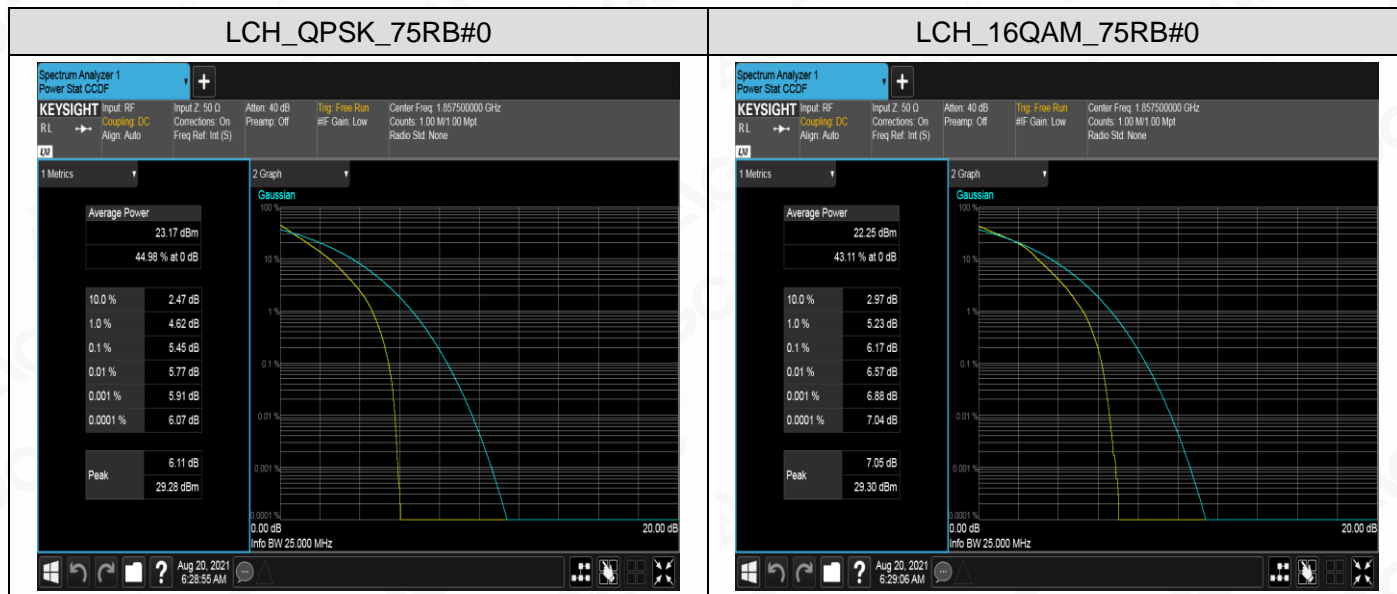 LCH_QPSK_75RB#0
Spectrum Analyzer 1
Power Stat CCDF
+
KEYSIGHT
RL
LXI
Input: RF
Coupling: DC
Align: Auto
Input Z: 50 Ω
Corrections: On
Freq Ref: Int (S)
Atten: 40 dB
Preamp: Off
Trig: Free Run
#IF Gain: Low
Center Freq: 1.857500000 GHz
Counts: 1.00 M/1.00 Mpt
Radio Std: None
1 Metrics
Average Power
23.17 dBm
44.98 % at 0 dB
10.0 % 2.47 dB
1.0 % 4.62 dB
0.1 % 5.45 dB
0.01 % 5.77 dB
0.001 % 5.91 dB
0.0001 % 6.07 dB
Peak
6.11 dB
29.28 dBm
2 Graph
Gaussian
100 %
10 %
1 %
0.1 %
0.01 %
0.001 %
0.0001 %
0.00 dB 20.00 dB
Info BW 25.000 MHz
?
Aug 20, 2021
6:28:55 AM
LCH_16QAM_75RB#0
Spectrum Analyzer 1
Power Stat CCDF
+
KEYSIGHT
RL
LXI
Input: RF
Coupling: DC
Align: Auto
Input Z: 50 Ω
Corrections: On
Freq Ref: Int (S)
Atten: 40 dB
Preamp: Off
Trig: Free Run
#IF Gain: Low
Center Freq: 1.857500000 GHz
Counts: 1.00 M/1.00 Mpt
Radio Std: None
1 Metrics
Average Power
22.25 dBm
43.11 % at 0 dB
10.0 % 2.97 dB
1.0 % 5.23 dB
0.1 % 6.17 dB
0.01 % 6.57 dB
0.001 % 6.88 dB
0.0001 % 7.04 dB
Peak
7.05 dB
29.30 dBm
2 Graph
Gaussian
100 %
10 %
1 %
0.1 %
0.01 %
0.001 %
0.0001 %
0.00 dB 20.00 dB
Info BW 25.000 MHz
?
Aug 20, 2021
6:29:06 AM